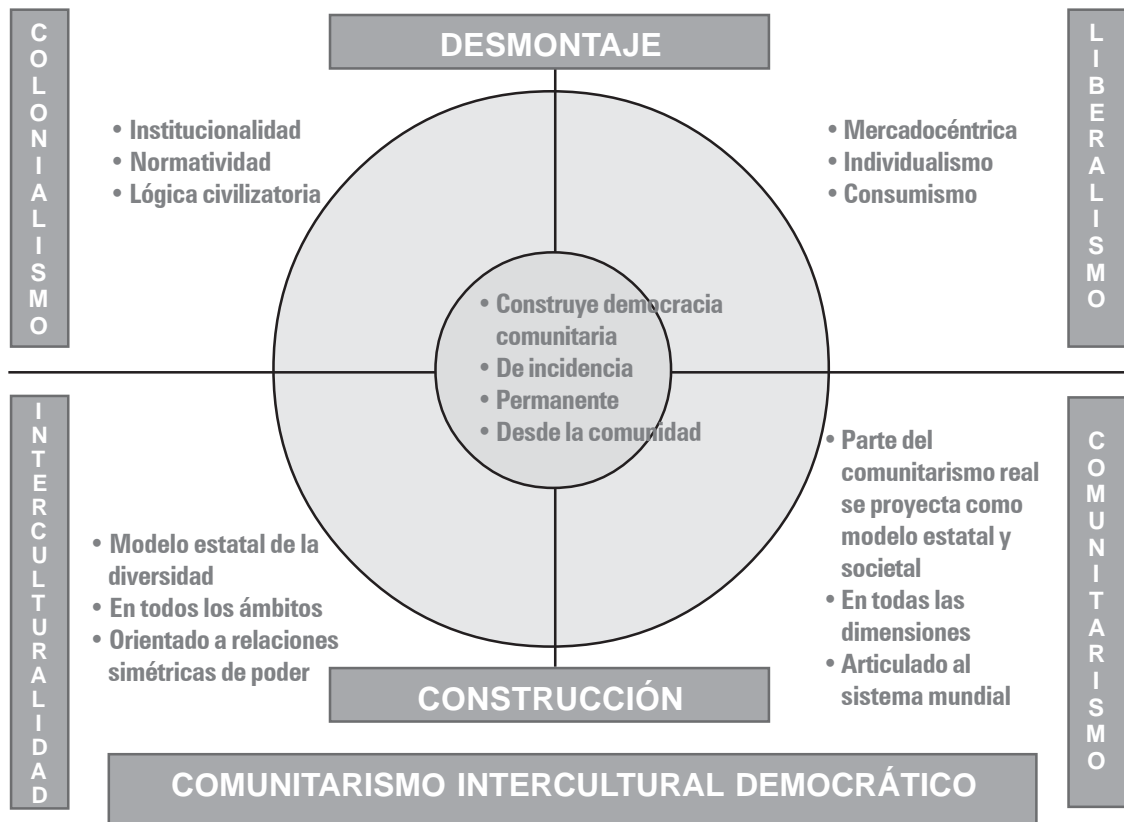 COLONIALISMO
DESMONTAJE
LIBERALISMO
• Institucionalidad
• Normatividad
• Lógica civilizatoria
• Mercadocéntrica
• Individualismo
• Consumismo
• Construye democracia
comunitaria
• De incidencia
• Permanente
• Desde la comunidad
INTERCULTURALIDAD
• Modelo estatal de la
diversidad
• En todos los ámbitos
• Orientado a relaciones
simétricas de poder
• Parte del
comunitarismo real
se proyecta como
modelo estatal y
societal
• En todas las
dimensiones
• Articulado al
sistema mundial
COMUNITARISMO
CONSTRUCCIÓN
COMUNITARISMO INTERCULTURAL DEMOCRÁTICO